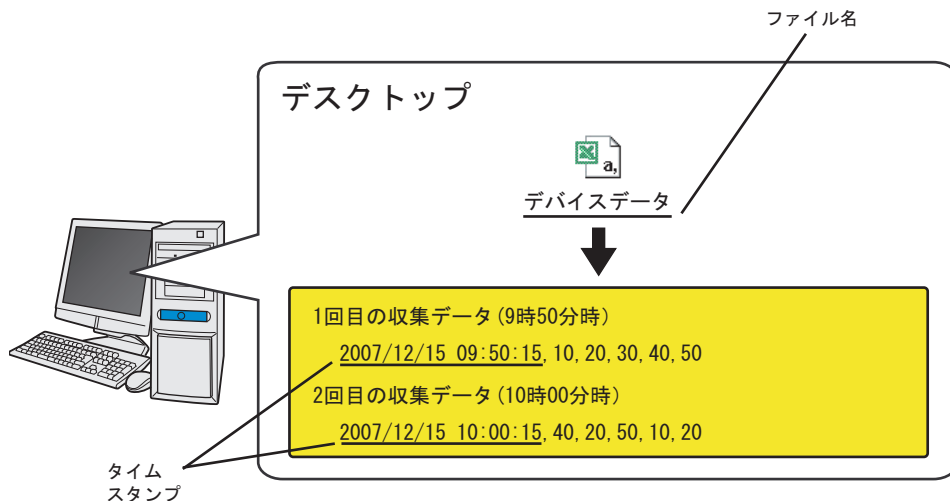 ファイル名
デスクトップ
a,
デバイスデータ
1回目の収集データ(9時50分時)
2007/12/15 09:50:15,10,20,30,40,50
2回目の収集データ(10時00分時)
2007/12/15 10:00:15,40,20,50,10,20
タイム
スタンプ